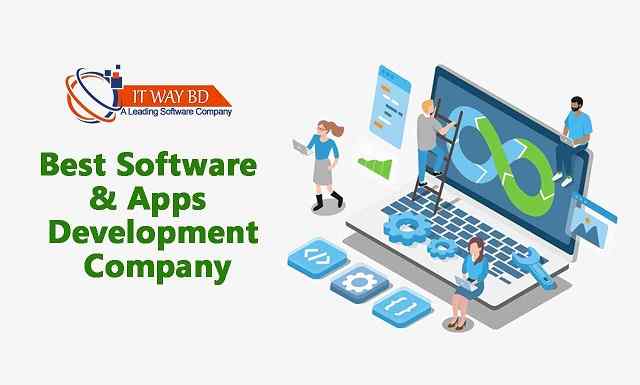 IT WAY BD
A Leading Software Company
Best Software
& Apps
Development
Company
</>
{ }